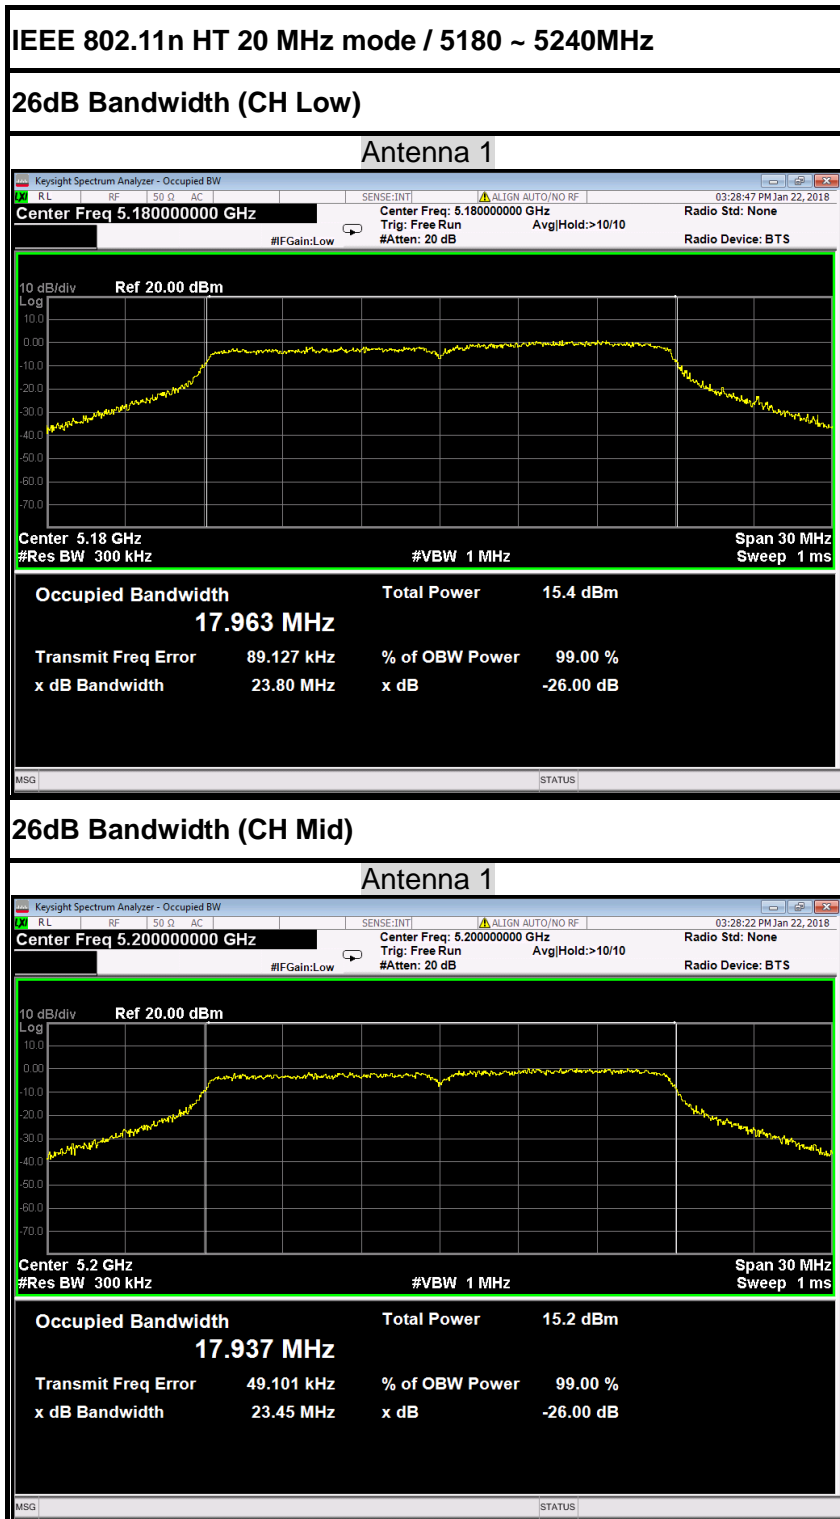 IEEE 802.11n HT 20 MHz mode / 5180 ~ 5240MHz
26dB Bandwidth (CH Low)
Antenna 1
Keysight Spectrum Analyzer - Occupied BW
LXI RL RF 50 Ω AC SENSE:INT ALIGN AUTO/NO RF 03:28:47 PM Jan 22, 2018
Center Freq 5.180000000 GHz Center Freq: 5.180000000 GHz Radio Std: None
Trig: Free Run Avg|Hold:>10/10
#IFGain:Low #Atten: 20 dB Radio Device: BTS
10 dB/div Ref 20.00 dBm
Log
10.0
0.00
-10.0
-20.0
-30.0
-40.0
-50.0
-60.0
-70.0
Center 5.18 GHz Span 30 MHz
#Res BW 300 kHz #VBW 1 MHz Sweep 1 ms
Occupied Bandwidth Total Power 15.4 dBm
17.963 MHz
Transmit Freq Error 89.127 kHz % of OBW Power 99.00 %
x dB Bandwidth 23.80 MHz x dB -26.00 dB
MSG STATUS
26dB Bandwidth (CH Mid)
Antenna 1
Keysight Spectrum Analyzer - Occupied BW
LXI RL RF 50 Ω AC SENSE:INT ALIGN AUTO/NO RF 03:28:22 PM Jan 22, 2018
Center Freq 5.200000000 GHz Center Freq: 5.200000000 GHz Radio Std: None
Trig: Free Run Avg|Hold:>10/10
#IFGain:Low #Atten: 20 dB Radio Device: BTS
10 dB/div Ref 20.00 dBm
Log
10.0
0.00
-10.0
-20.0
-30.0
-40.0
-50.0
-60.0
-70.0
Center 5.2 GHz Span 30 MHz
#Res BW 300 kHz #VBW 1 MHz Sweep 1 ms
Occupied Bandwidth Total Power 15.2 dBm
17.937 MHz
Transmit Freq Error 49.101 kHz % of OBW Power 99.00 %
x dB Bandwidth 23.45 MHz x dB -26.00 dB
MSG STATUS